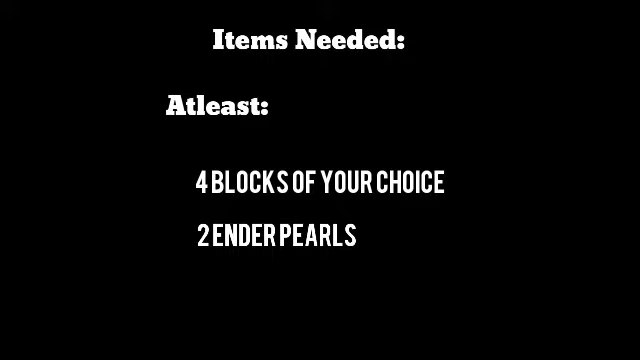 Items Needed:
Atleast:
4 BLOCKS OF YOUR CHOICE
2 ENDER PEARLS